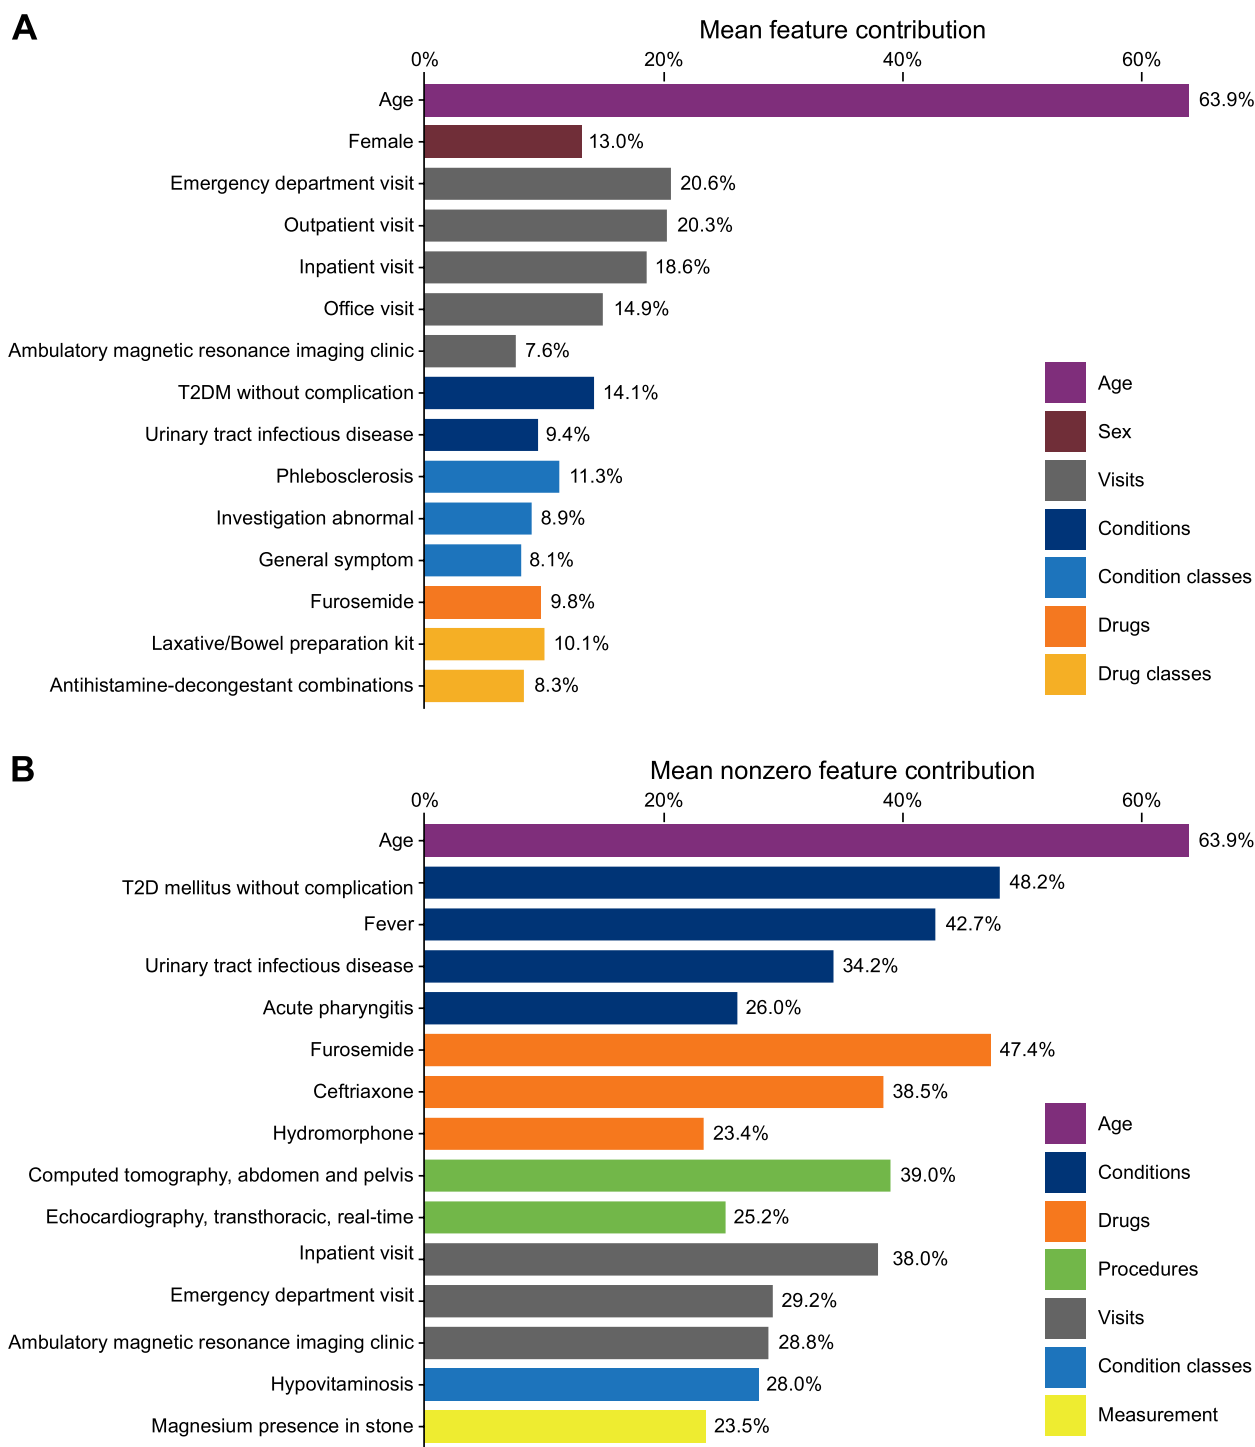 A
Mean feature contribution
0% 20% 40% 60%
Age 63.9%
Female 13.0%
Emergency department visit 20.6%
Outpatient visit 20.3%
Inpatient visit 18.6%
Office visit 14.9%
Ambulatory magnetic resonance imaging clinic 7.6%
T2DM without complication 14.1%
Urinary tract infectious disease 9.4%
Phlebosclerosis 11.3%
Investigation abnormal 8.9%
General symptom 8.1%
Furosemide 9.8%
Laxative/Bowel preparation kit 10.1%
Antihistamine-decongestant combinations 8.3%
Age
Sex
Visits
Conditions
Condition classes
Drugs
Drug classes
B
Mean nonzero feature contribution
0% 20% 40% 60%
Age 63.9%
T2D mellitus without complication 48.2%
Fever 42.7%
Urinary tract infectious disease 34.2%
Acute pharyngitis 26.0%
Furosemide 47.4%
Ceftriaxone 38.5%
Hydromorphone 23.4%
Computed tomography, abdomen and pelvis 39.0%
Echocardiography, transthoracic, real-time 25.2%
Inpatient visit 38.0%
Emergency department visit 29.2%
Ambulatory magnetic resonance imaging clinic 28.8%
Hypovitaminosis 28.0%
Magnesium presence in stone 23.5%
Age
Conditions
Drugs
Procedures
Visits
Condition classes
Measurement